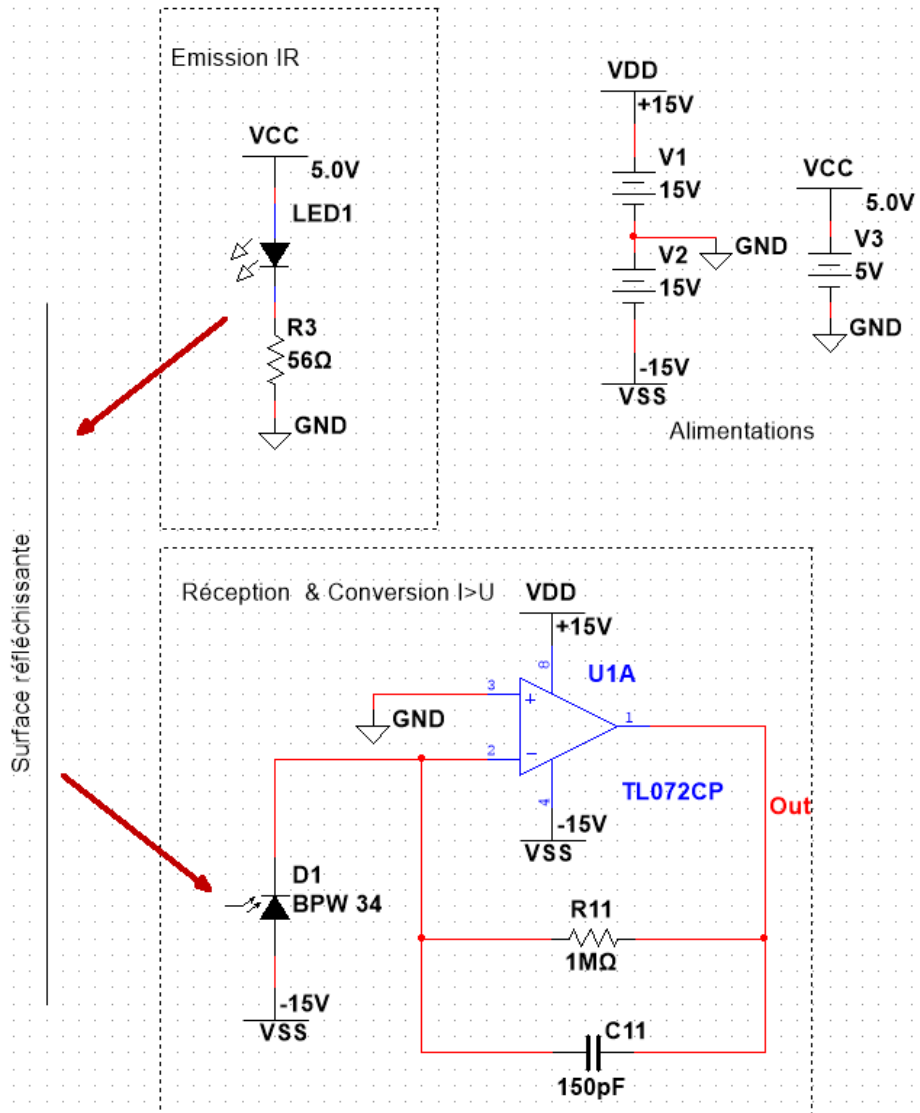 Emission IR
VCC
5.0V
LED1
R3
56Ω
GND
VDD
+15V
V1
15V
GND
V2
15V
-15V
VSS
VCC
5.0V
V3
5V
GND
Alimentations
Surface réfléchissante
Réception & Conversion I>U
VDD
+15V
8
U1A
3
+
GND
1
2
−
TL072CP
4
-15V
VSS
Out
D1
BPW 34
-15V
VSS
R11
1MΩ
C11
150pF